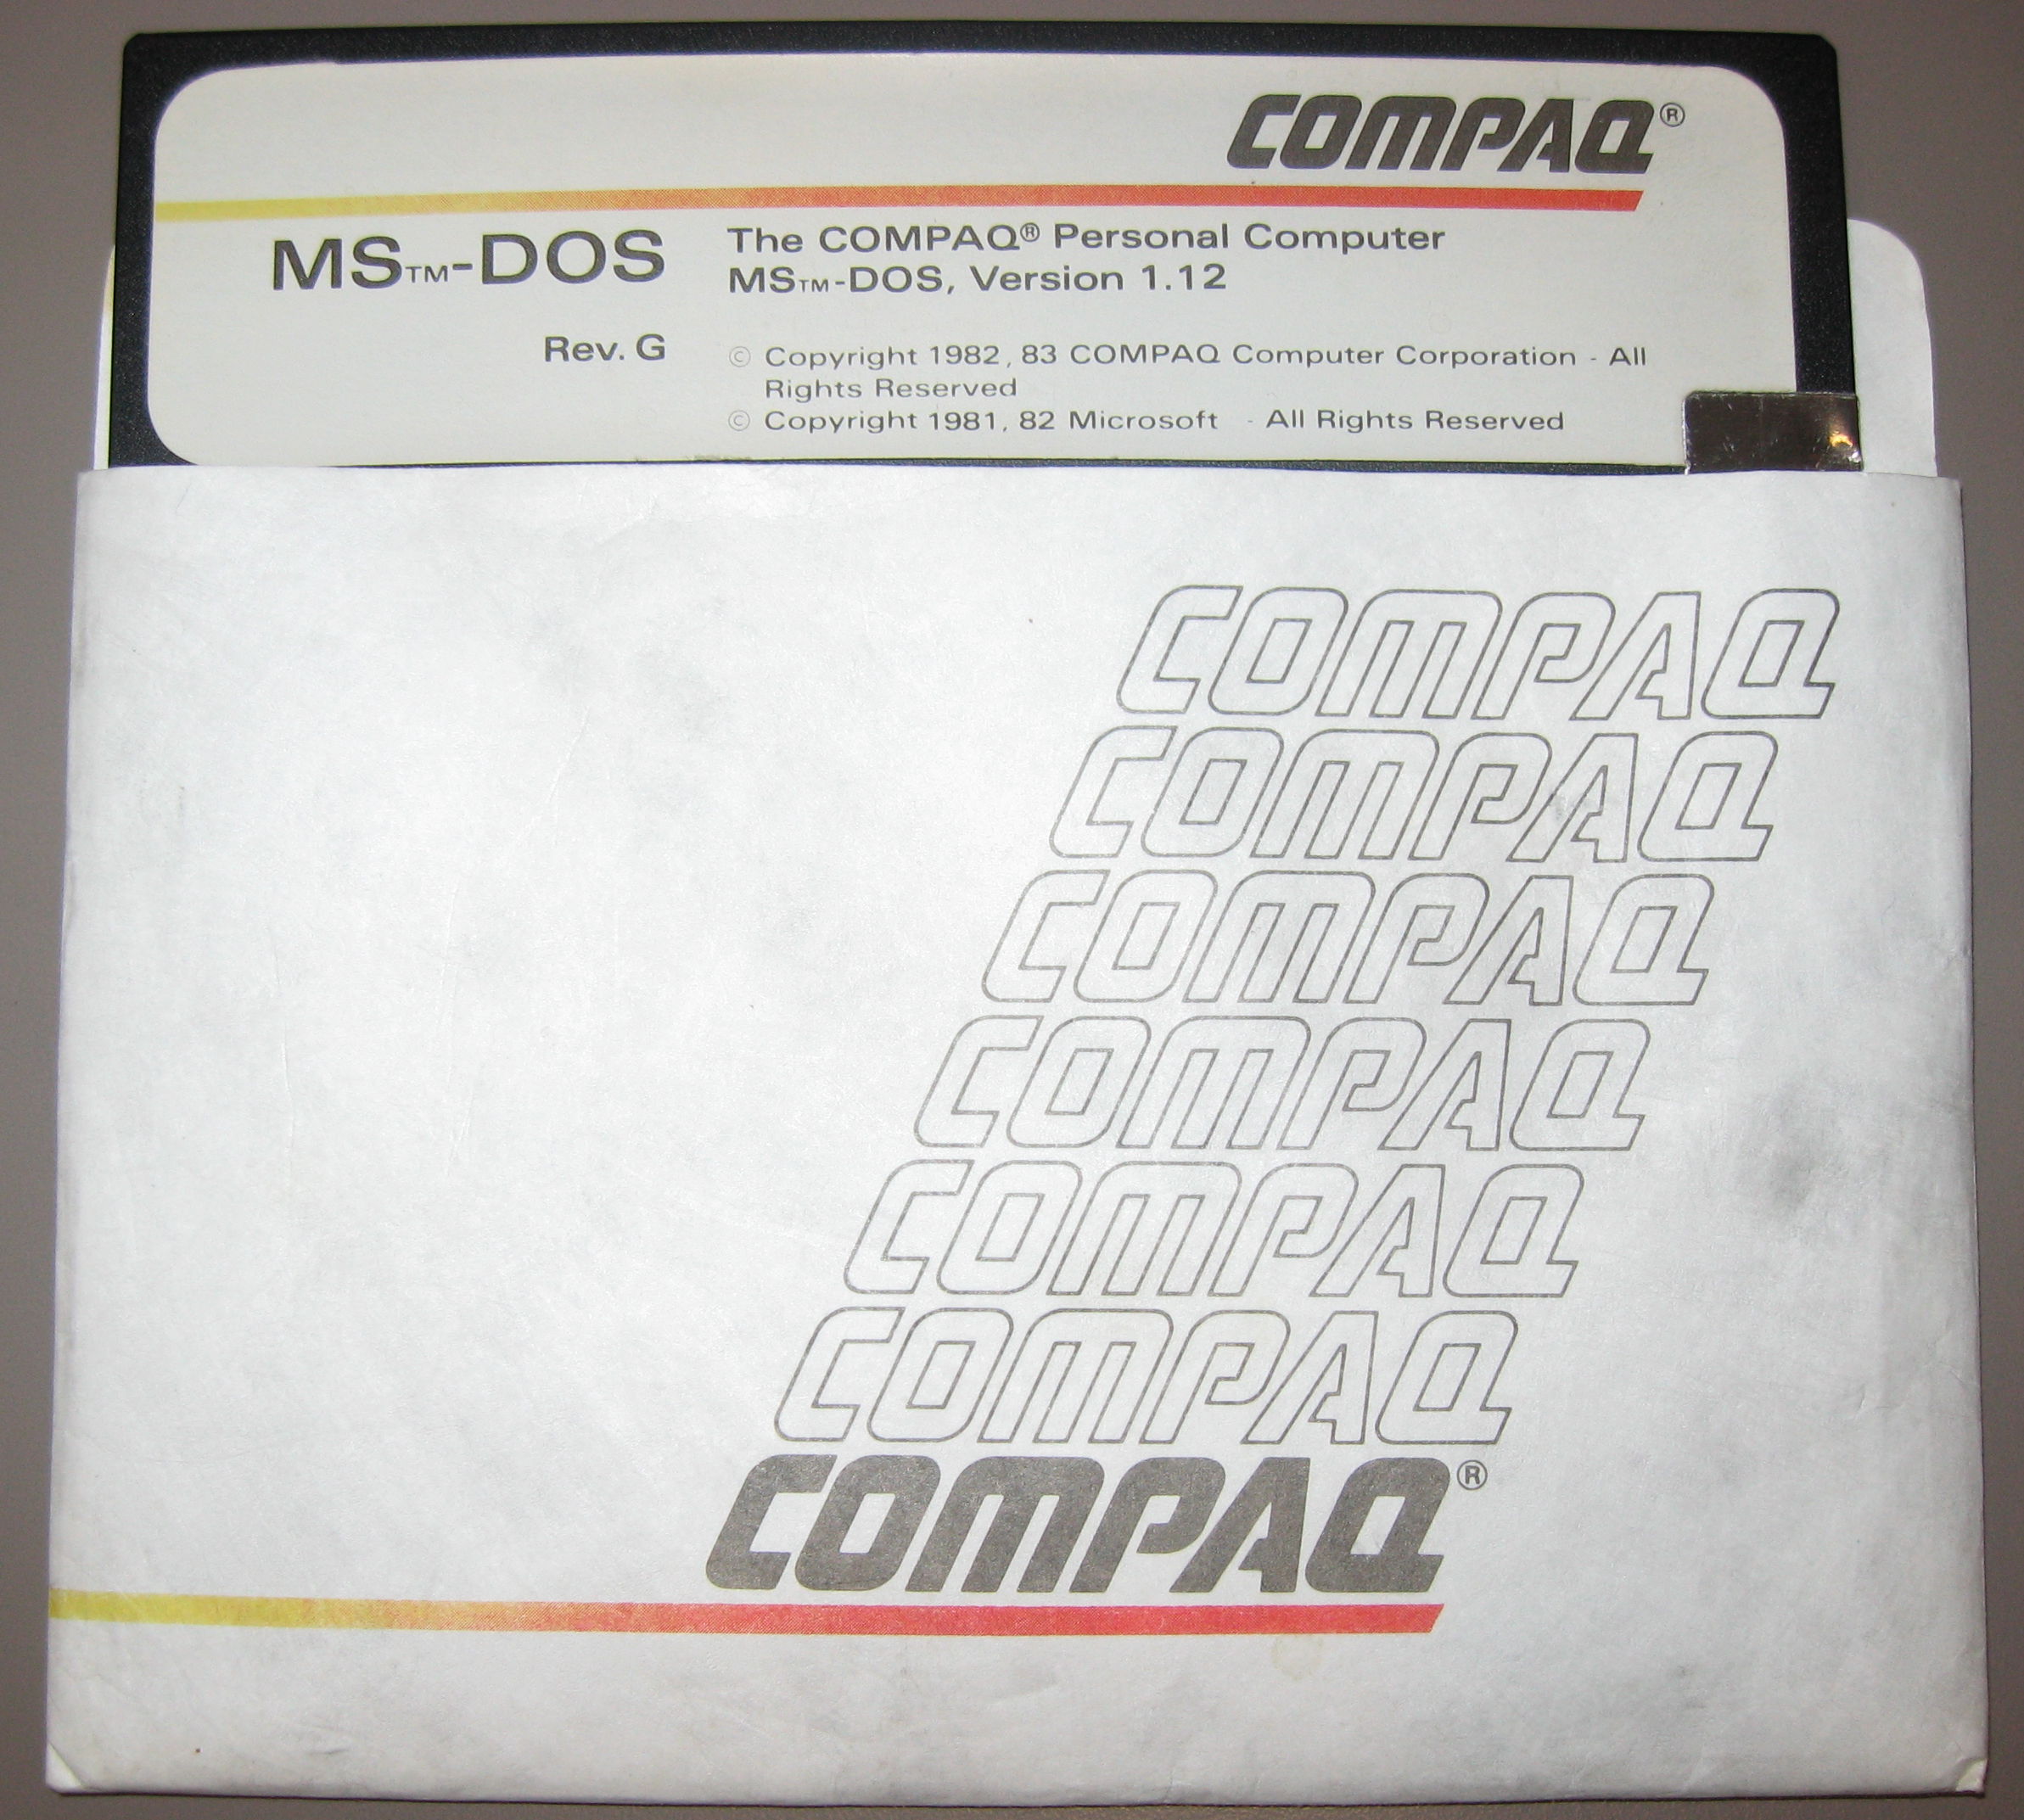 COMPAQ®
MS™-DOS
The COMPAQ® Personal Computer
MS™-DOS, Version 1.12
Rev. G
© Copyright 1982, 83 COMPAQ Computer Corporation - All
Rights Reserved
© Copyright 1981, 82 Microsoft - All Rights Reserved
COMPAQ
COMPAQ
COMPAQ
COMPAQ
COMPAQ
COMPAQ
COMPAQ®